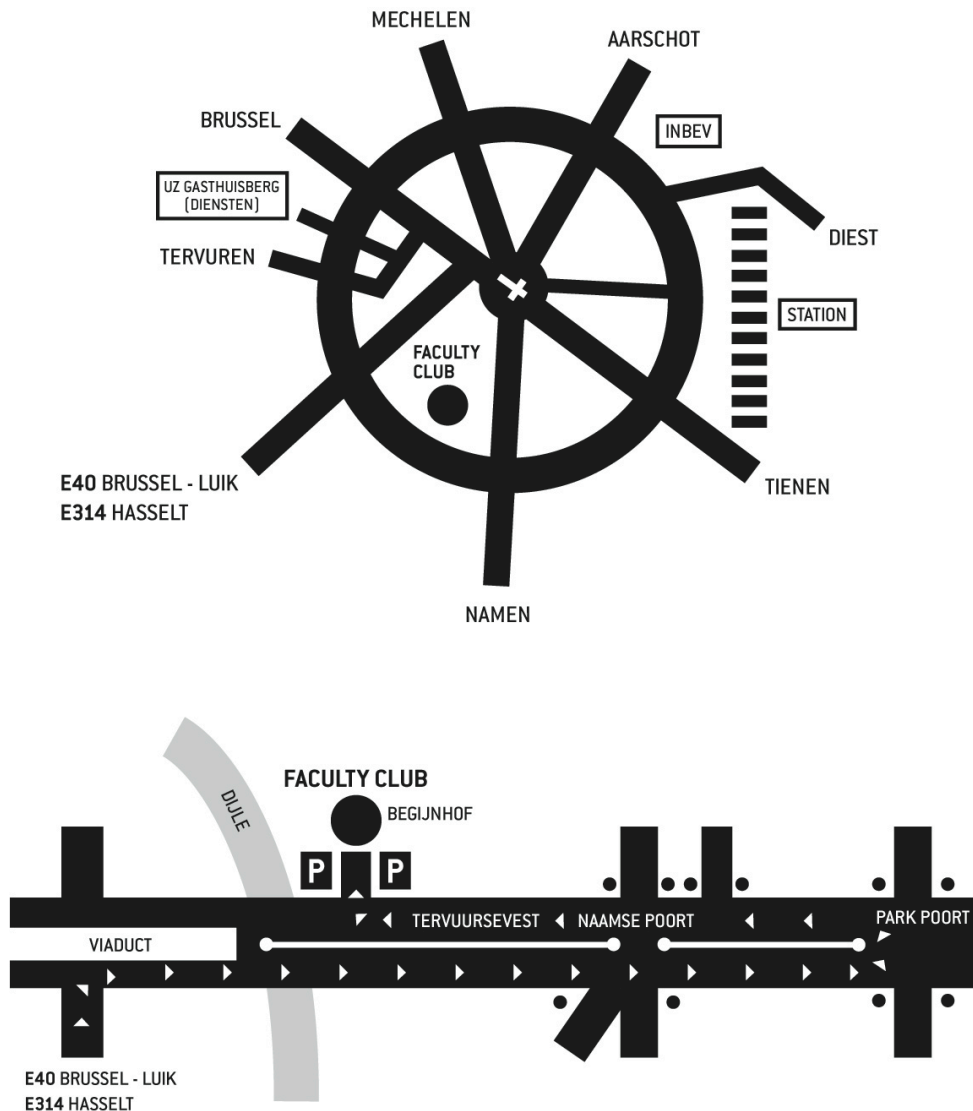 MECHELEN
AARSCHOT
BRUSSEL
INBEV
UZ GASTHUISBERG
(DIENSTEN)
DIEST
TERVUREN
STATION
FACULTY
CLUB
E40 BRUSSEL - LUIK
E314 HASSELT
TIENEN
NAMEN
DIJLE
FACULTY CLUB
BEGIJNHOF
P
P
TERVUURSEVEST
NAAMSE POORT
PARK POORT
VIADUCT
E40 BRUSSEL - LUIK
E314 HASSELT